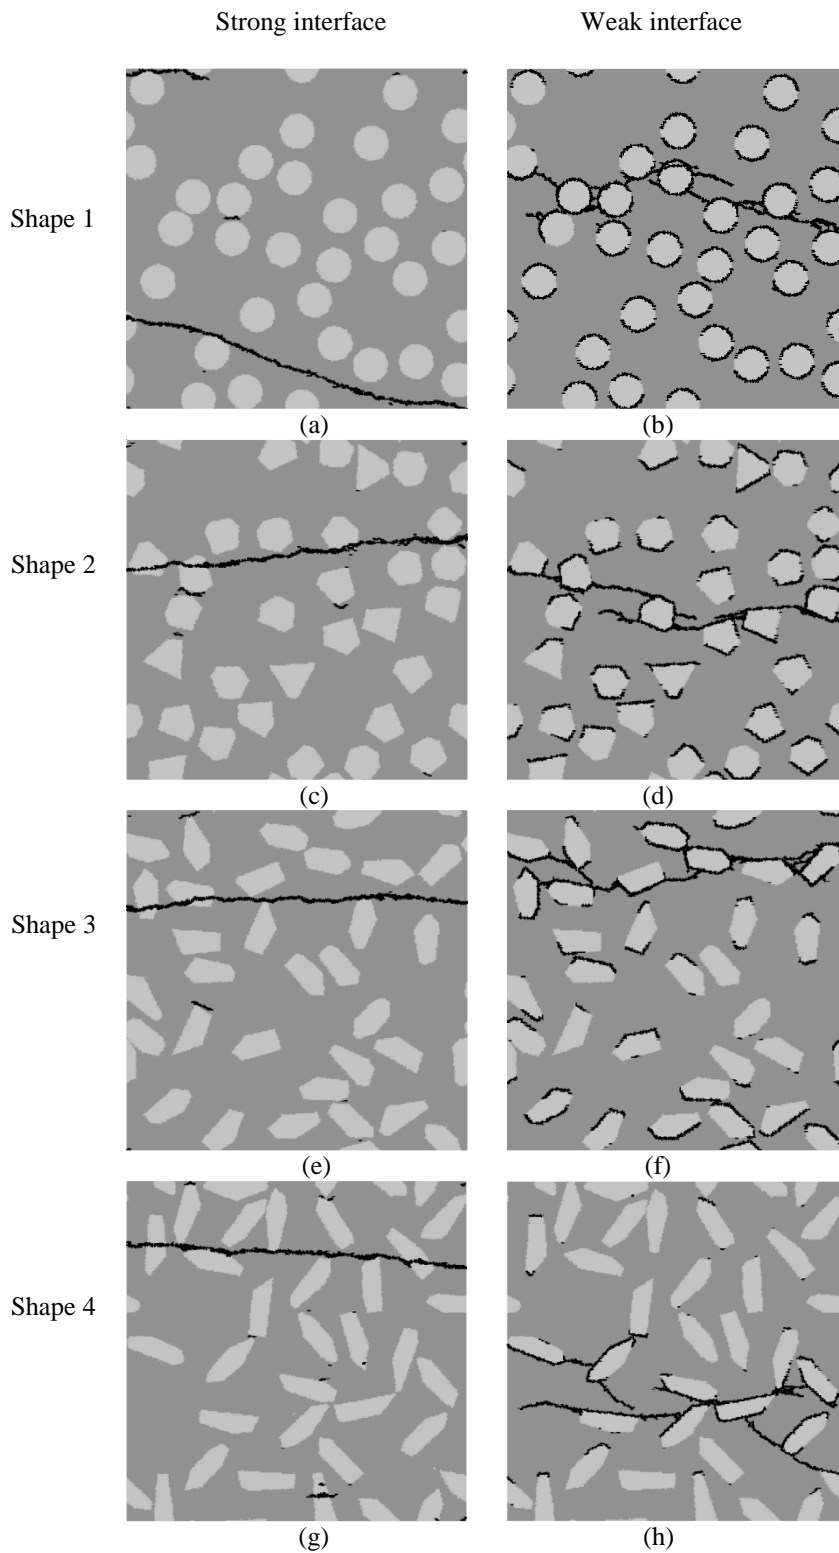 Strong interface Weak interface
Shape 1
(a) (b)
Shape 2
(c) (d)
Shape 3
(e) (f)
Shape 4
(g) (h)